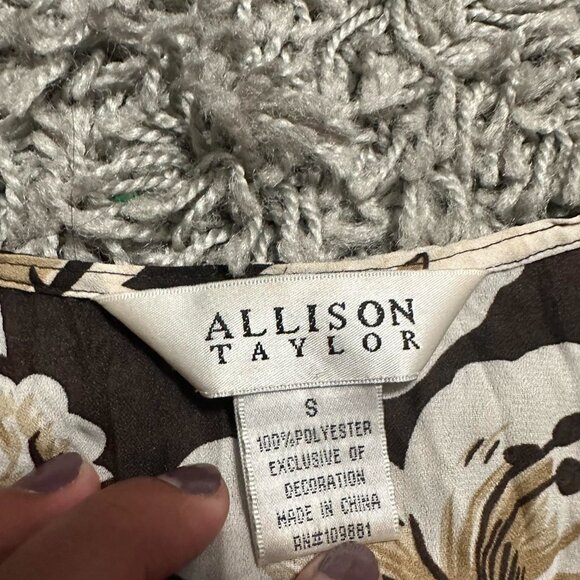 ALLISON
TAYLOR
S
100%POLYESTER
EXCLUSIVE OF
DECORATION
MADE IN CHINA
RN#109881